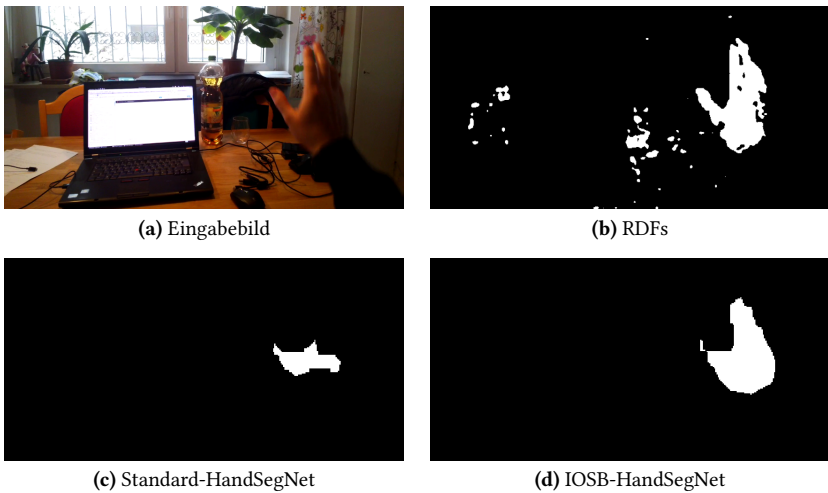 (a) Eingabebild
(b) RDFs
(c) Standard-HandSegNet
(d) IOSB-HandSegNet